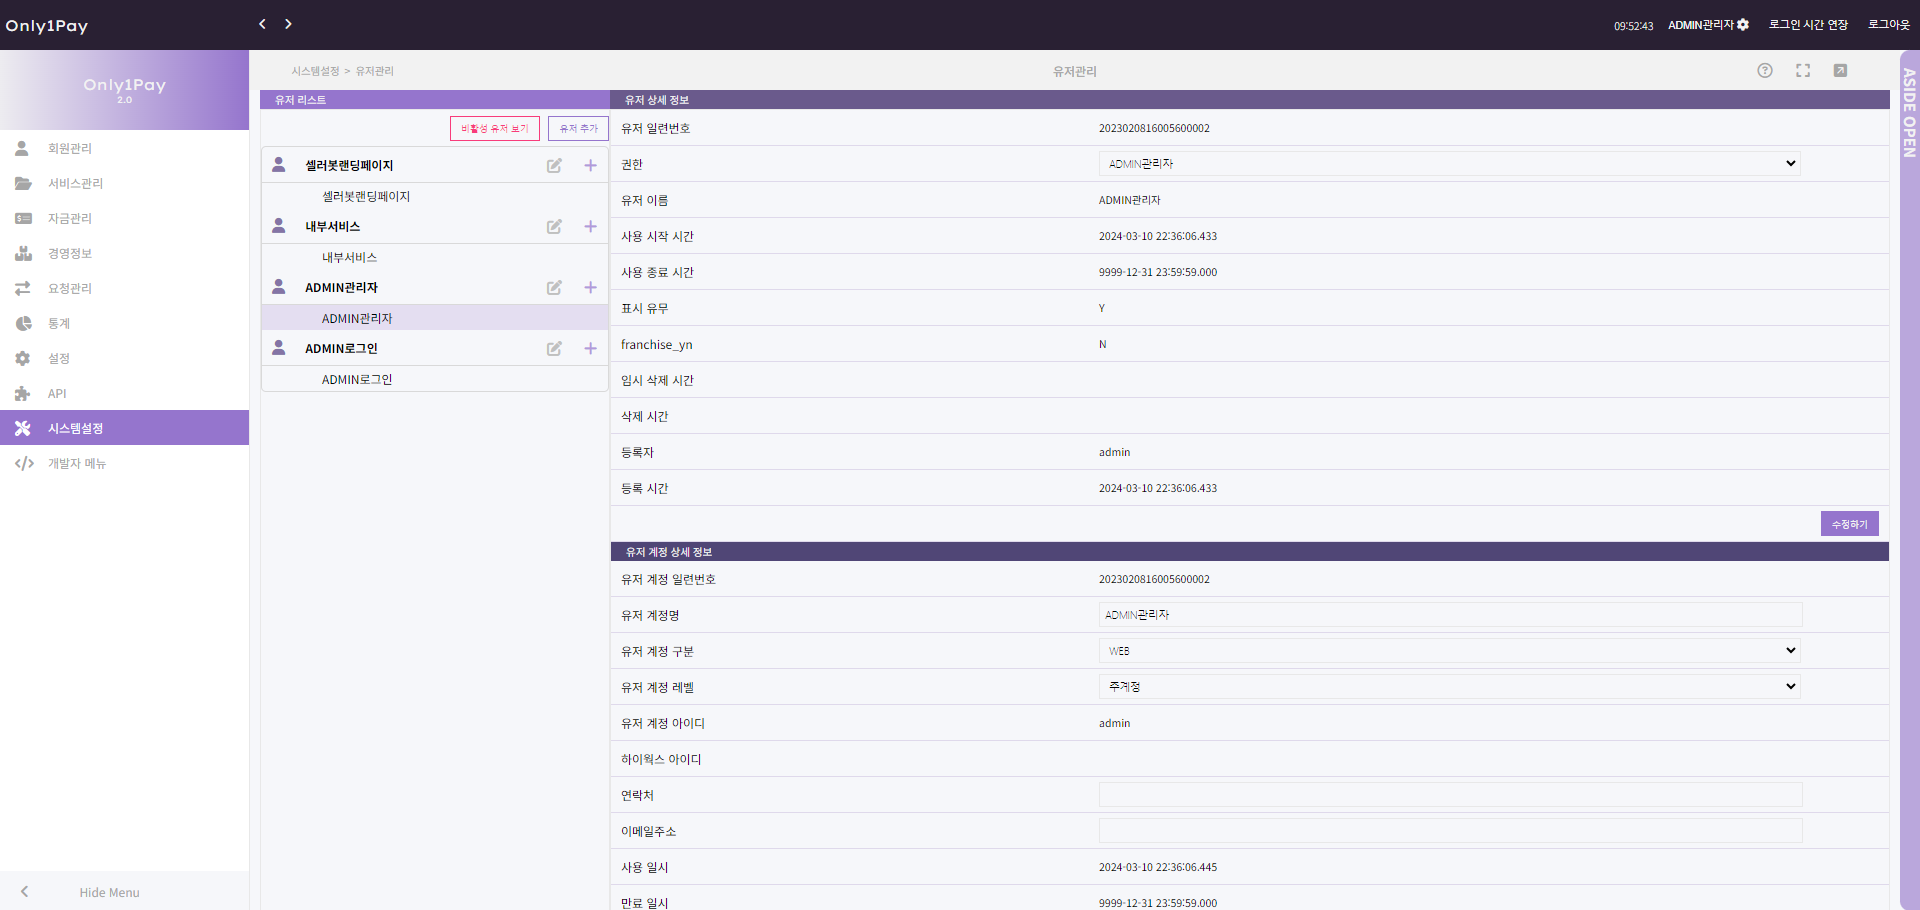 Only1Pay
09:52:43 ADMIN관리자 로그인 시간 연장 로그아웃
Only1Pay
2.0
회원관리
서비스관리
자금관리
경영정보
요청관리
통계
설정
API
시스템설정
개발자 메뉴
Hide Menu
시스템설정 > 유저관리
유저관리
유저 리스트
비활성 유저 보기 유저 추가
셀러봇랜딩페이지
셀러봇랜딩페이지
내부서비스
내부서비스
ADMIN관리자
ADMIN관리자
ADMIN로그인
ADMIN로그인
유저 상세 정보
유저 일련번호 2023020816005600002
권한 ADMIN관리자
유저 이름 ADMIN관리자
사용 시작 시간 2024-03-10 22:36:06.433
사용 종료 시간 9999-12-31 23:59:59.000
표시 유무 Y
franchise_yn N
임시 삭제 시간
삭제 시간
등록자 admin
등록 시간 2024-03-10 22:36:06.433
수정하기
유저 계정 상세 정보
유저 계정 일련번호 2023020816005600002
유저 계정명 ADMIN관리자
유저 계정 구분 WEB
유저 계정 레벨 주계정
유저 계정 아이디 admin
하이웍스 아이디
연락처
이메일주소
사용 일시 2024-03-10 22:36:06.445
만료 일시 9999-12-31 23:59:59.000
ASIDE OPEN